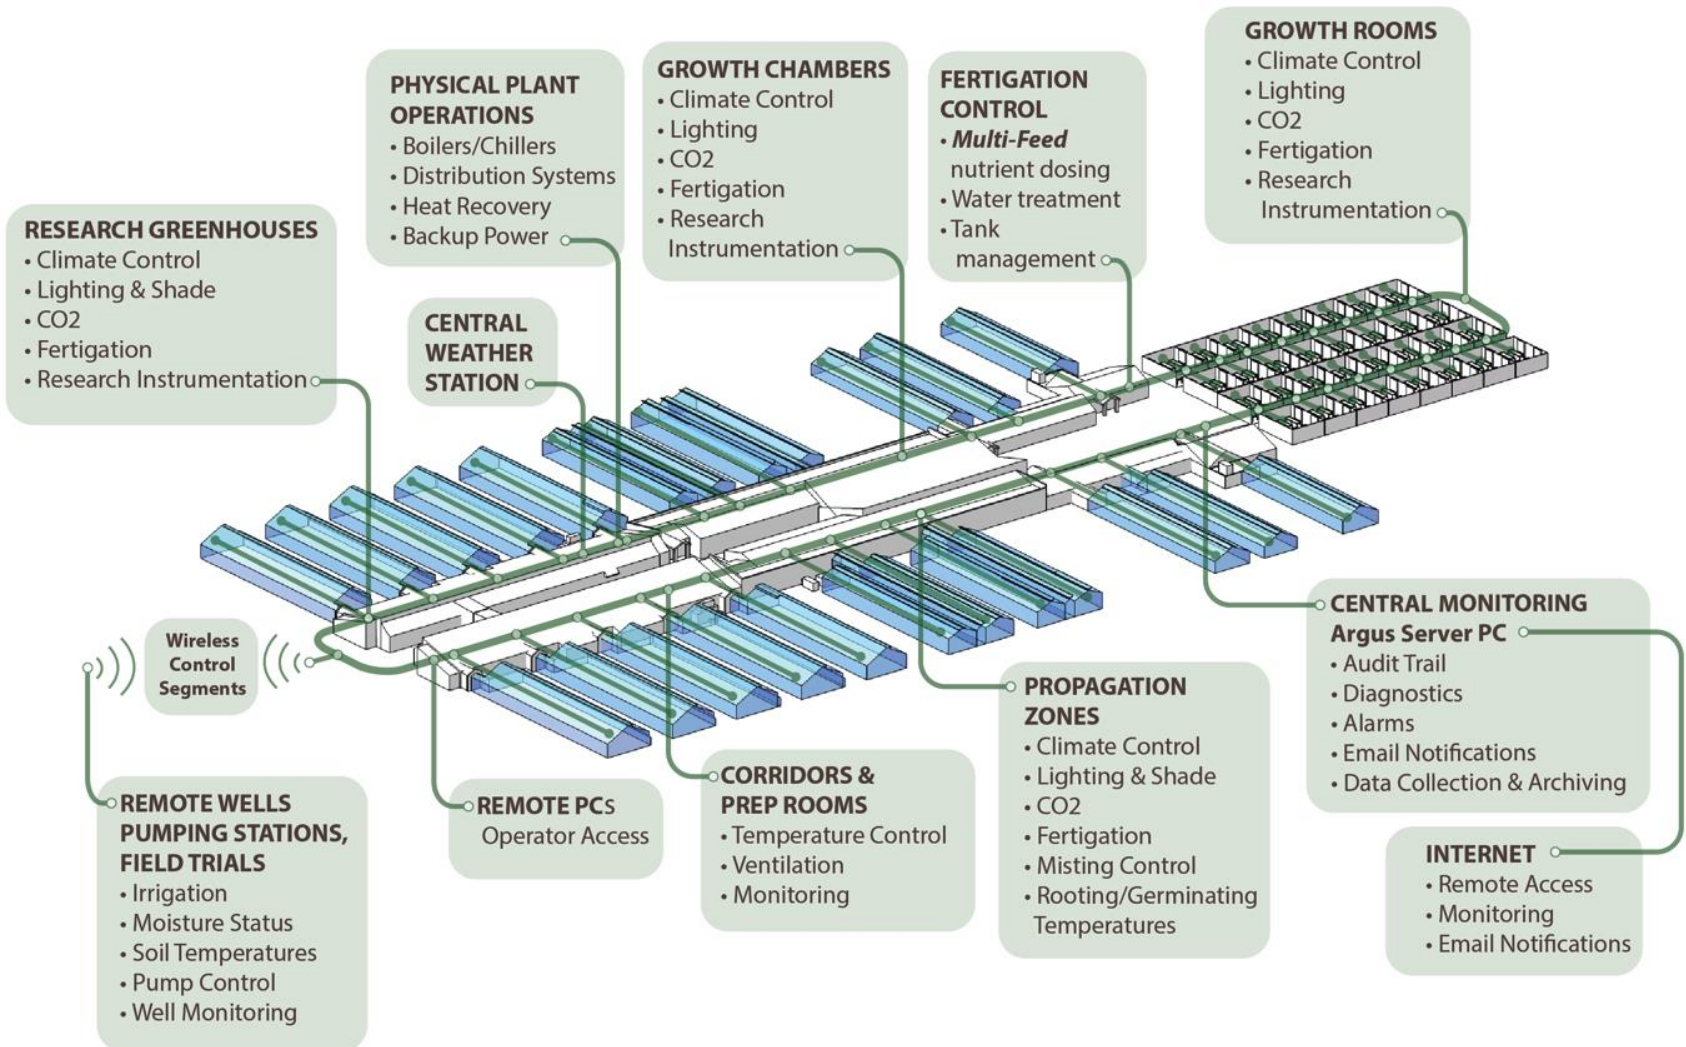 GROWTH ROOMS
• Climate Control
• Lighting
• CO2
• Fertigation
• Research
Instrumentation
GROWTH CHAMBERS
• Climate Control
• Lighting
• CO2
• Fertigation
• Research
Instrumentation
FERTIGATION
CONTROL
• Multi-Feed
nutrient dosing
• Water treatment
• Tank
management
PHYSICAL PLANT
OPERATIONS
• Boilers/Chillers
• Distribution Systems
• Heat Recovery
• Backup Power
RESEARCH GREENHOUSES
• Climate Control
• Lighting & Shade
• CO2
• Fertigation
• Research Instrumentation
CENTRAL
WEATHER
STATION
Wireless
Control
Segments
CENTRAL MONITORING
Argus Server PC
• Audit Trail
• Diagnostics
• Alarms
• Email Notifications
• Data Collection & Archiving
PROPAGATION
ZONES
• Climate Control
• Lighting & Shade
• CO2
• Fertigation
• Misting Control
• Rooting/Germinating
Temperatures
CORRIDORS &
PREP ROOMS
• Temperature Control
• Ventilation
• Monitoring
REMOTE PCs
Operator Access
REMOTE WELLS
PUMPING STATIONS,
FIELD TRIALS
• Irrigation
• Moisture Status
• Soil Temperatures
• Pump Control
• Well Monitoring
INTERNET
• Remote Access
• Monitoring
• Email Notifications